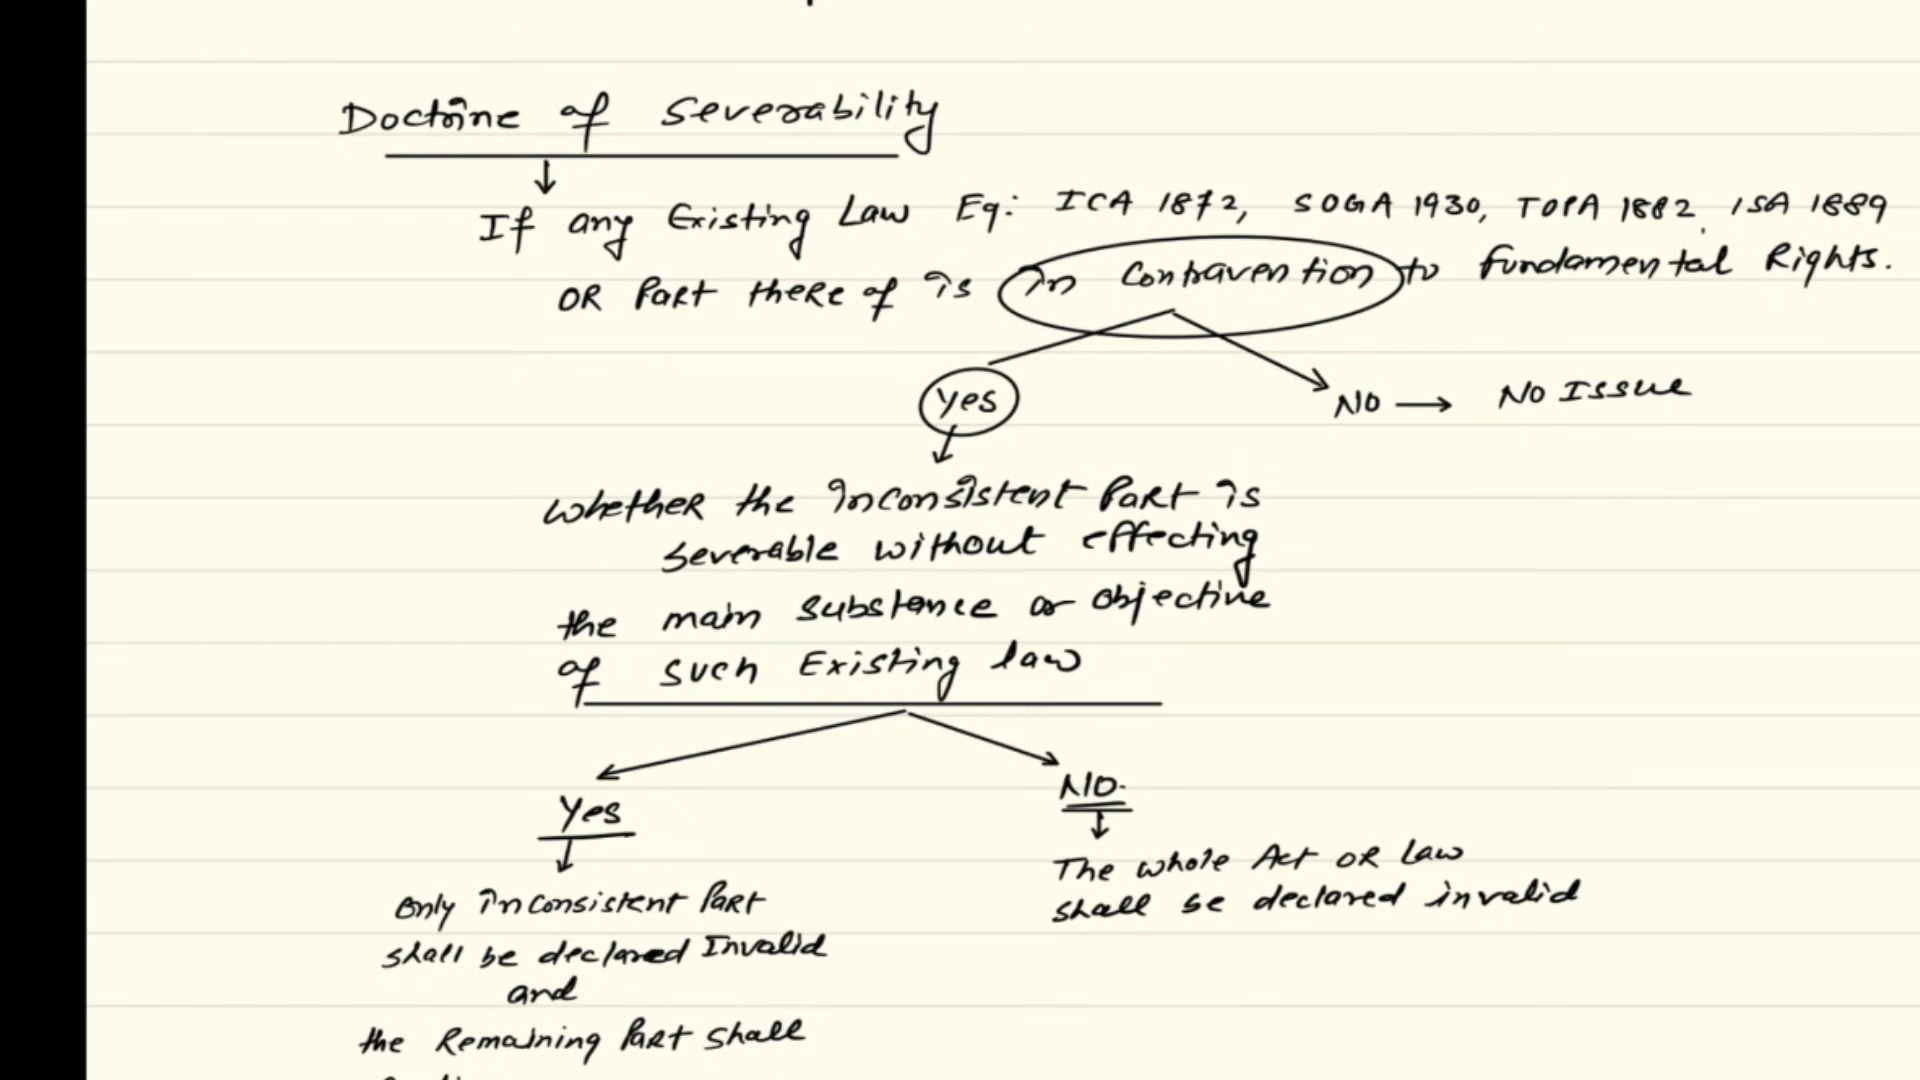 Doctrine of Severability
If any Existing Law Eg: ICA 1872, SOGA 1930, TOPA 1882, ISA 1889
OR Part there of is in Contravention to fundamental Rights.
Yes
NO → NO Issue
Whether the Inconsistent Part is
severable without effecting
the main substance or objective
of such Existing law
Yes
NO.
The whole Act OR Law
shall be declared invalid
Only inconsistent Part
shall be declared Invalid
and
the Remaining Part shall